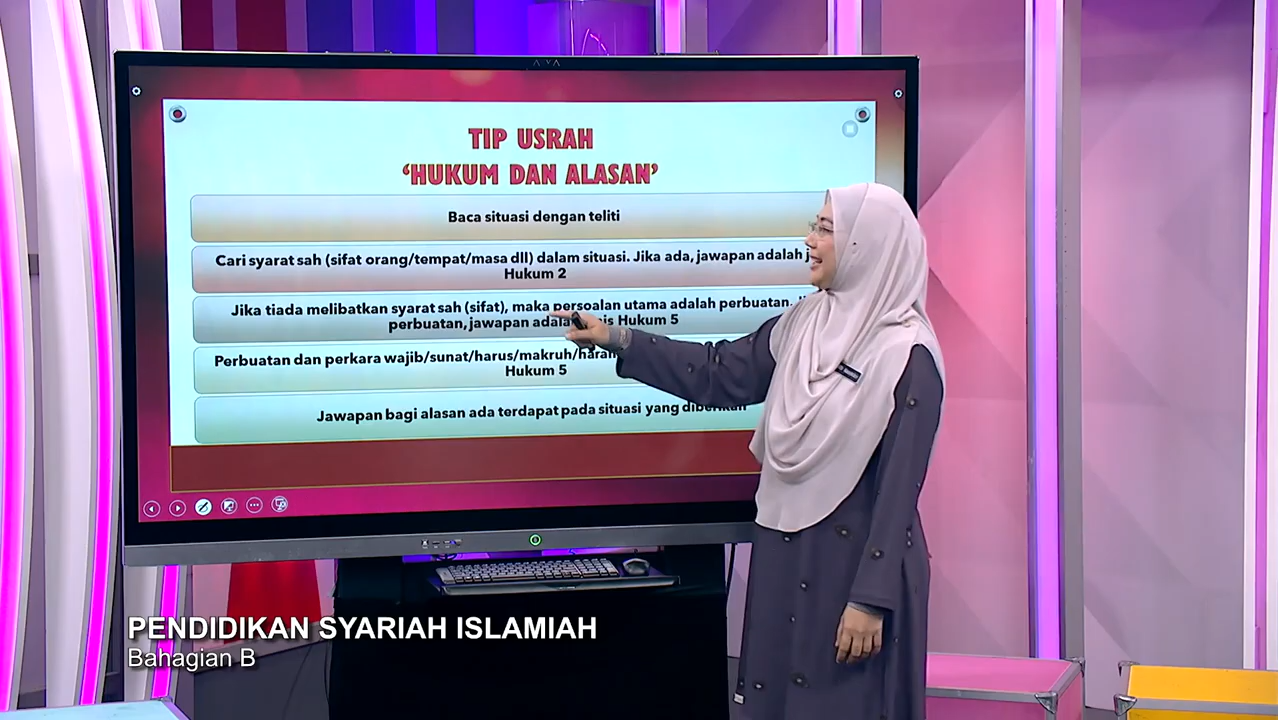 TIP USRAH
‘HUKUM DAN ALASAN’
Baca situasi dengan teliti
Cari syarat sah (sifat orang/tempat/masa dll) dalam situasi. Jika ada, jawapan adalah
Hukum 2
Jika tiada melibatkan syarat sah (sifat), maka persoalan utama adalah perbuatan.
perbuatan, jawapan Hukum 5
Perbuatan dan perkara wajib/sunat/harus/makruh/haram
Hukum 5
Jawapan bagi alasan ada terdapat pada situasi yang diberikan
PENDIDIKAN SYARIAH ISLAMIAH
Bahagian B